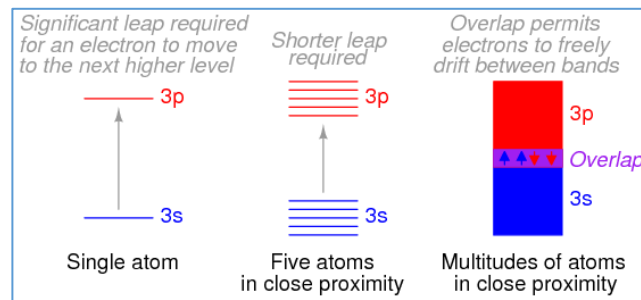 Significant leap required
for an electron to move
to the next higher level
3p
3s
Single atom
Shorter leap
required
3p
3s
Five atoms
in close proximity
Overlap permits
electrons to freely
drift between bands
3p
Overlap
3s
Multitudes of atoms
in close proximity